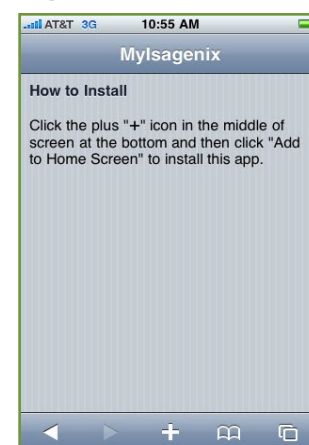 AT&T 3G 10:55 AM
MyIsagenix
How to Install
Click the plus "+" icon in the middle of
screen at the bottom and then click "Add
to Home Screen" to install this app.